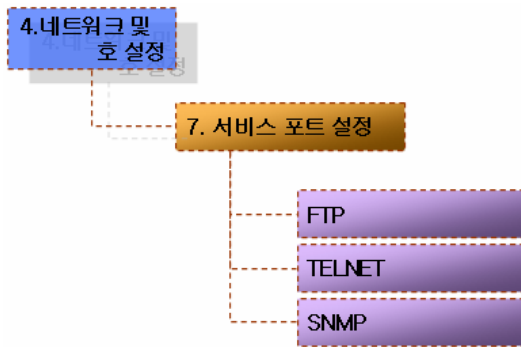 4.네트워크 및
호 설정
7. 서비스 포트 설정
FTP
TELNET
SNMP